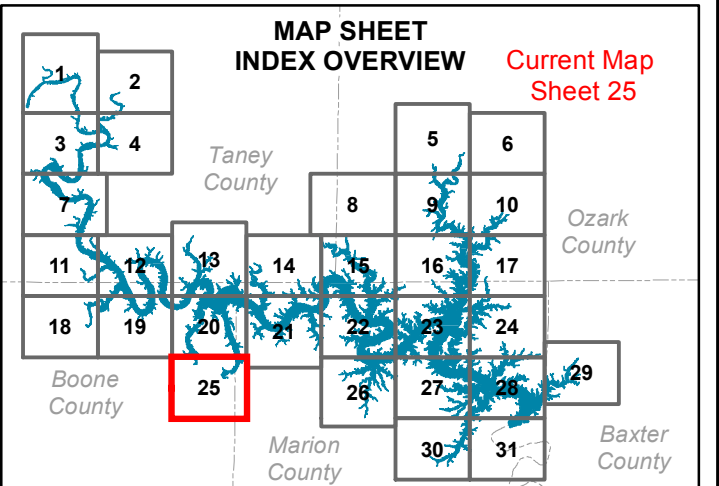 MAP SHEET
INDEX OVERVIEW
Current Map
Sheet 25
1
2
3
4
5
6
Taney
County
7
8
9
10
Ozark
County
11
12
13
14
15
16
17
18
19
20
21
22
23
24
Boone
County
25
26
27
28
29
Marion
County
30
31
Baxter
County